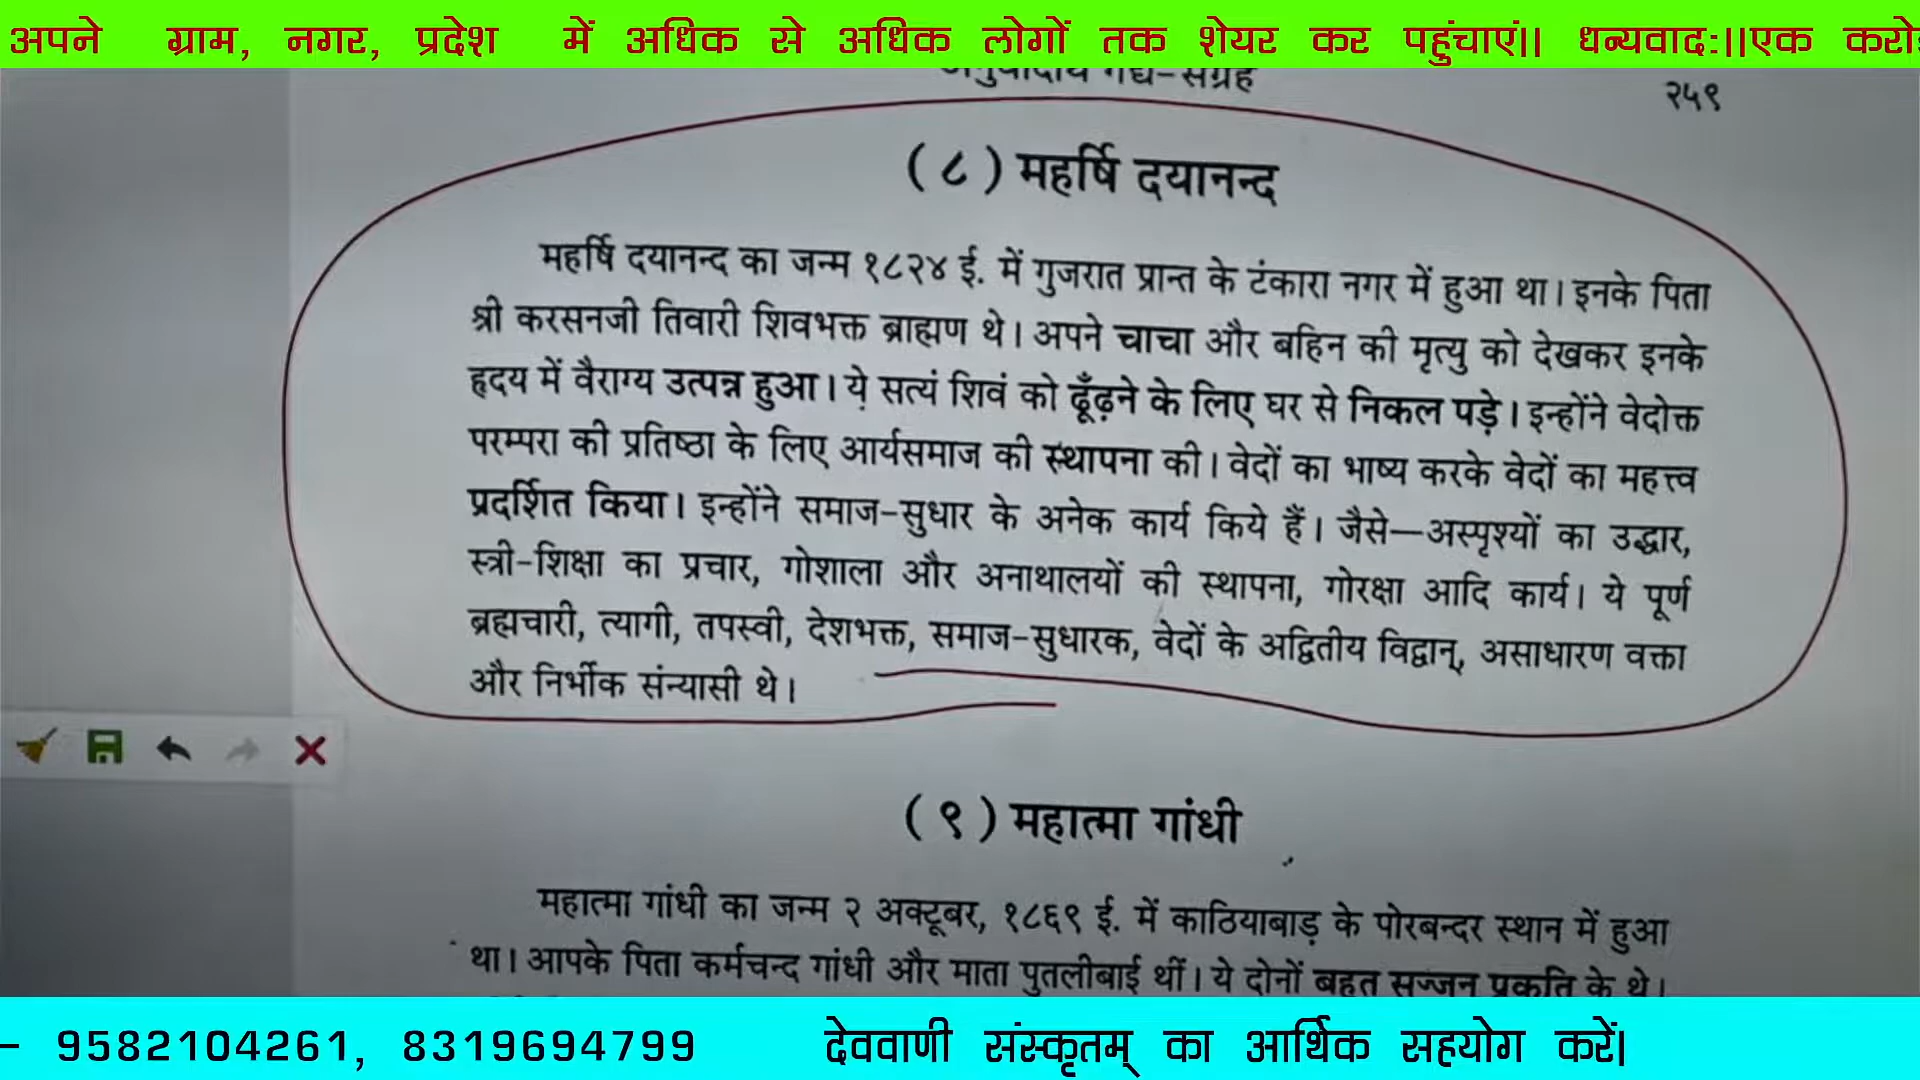 अपने ग्राम, नगर, प्रदेश में अधिक से अधिक लोगों तक शेयर कर पहुंचाएं।। धन्यवादः।।एक
अनुवादार्थ गद्य-संग्रह २५९
(८) महर्षि दयानन्द
महर्षि दयानन्द का जन्म १८२४ ई. में गुजरात प्रान्त के टंकारा नगर में हुआ था। इनके पिता
श्री करसनजी तिवारी शिवभक्त ब्राह्मण थे। अपने चाचा और बहिन की मृत्यु को देखकर इनके
हृदय में वैराग्य उत्पन्न हुआ। ये सत्यं शिवं को ढूँढ़ने के लिए घर से निकल पड़े। इन्होंने वेदोक्त
परम्परा की प्रतिष्ठा के लिए आर्यसमाज की स्थापना की। वेदों का भाष्य करके वेदों का महत्त्व
प्रदर्शित किया। इन्होंने समाज-सुधार के अनेक कार्य किये हैं। जैसे—अस्पृश्यों का उद्धार,
स्त्री-शिक्षा का प्रचार, गोशाला और अनाथालयों की स्थापना, गोरक्षा आदि कार्य। ये पूर्ण
ब्रह्मचारी, त्यागी, तपस्वी, देशभक्त, समाज-सुधारक, वेदों के अद्वितीय विद्वान्, असाधारण वक्ता
और निर्भीक संन्यासी थे।
(९) महात्मा गांधी
महात्मा गांधी का जन्म २ अक्टूबर, १८६९ ई. में काठियाबाड़ के पोरबन्दर स्थान में हुआ
था। आपके पिता कर्मचन्द गांधी और माता पुतलीबाई थीं। ये दोनों बहुत सज्जन प्रकृति के थे।
- 9582104261, 8319694799 देववाणी संस्कृतम् का आर्थिक सहयोग करें।